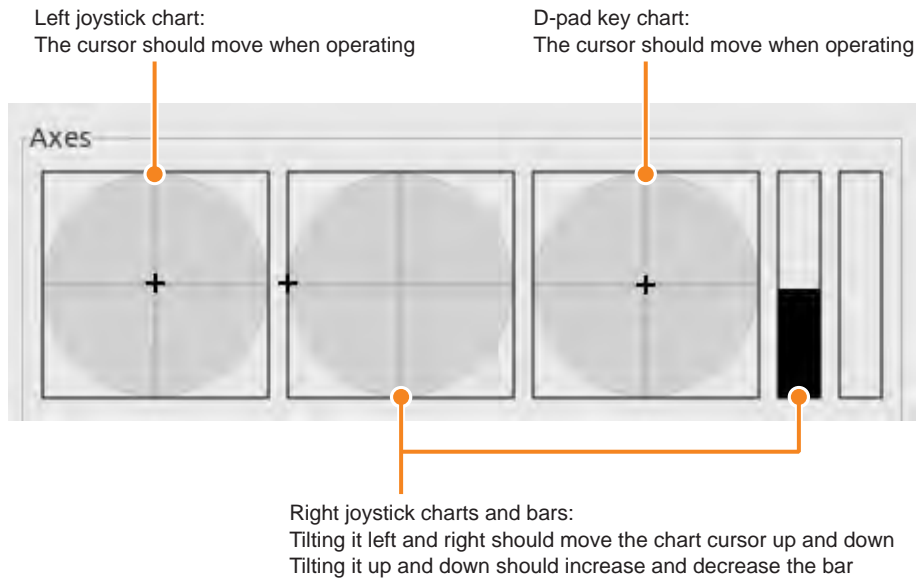 Left joystick chart:
The cursor should move when operating
D-pad key chart:
The cursor should move when operating
Axes
Right joystick charts and bars:
Tilting it left and right should move the chart cursor up and down
Tilting it up and down should increase and decrease the bar